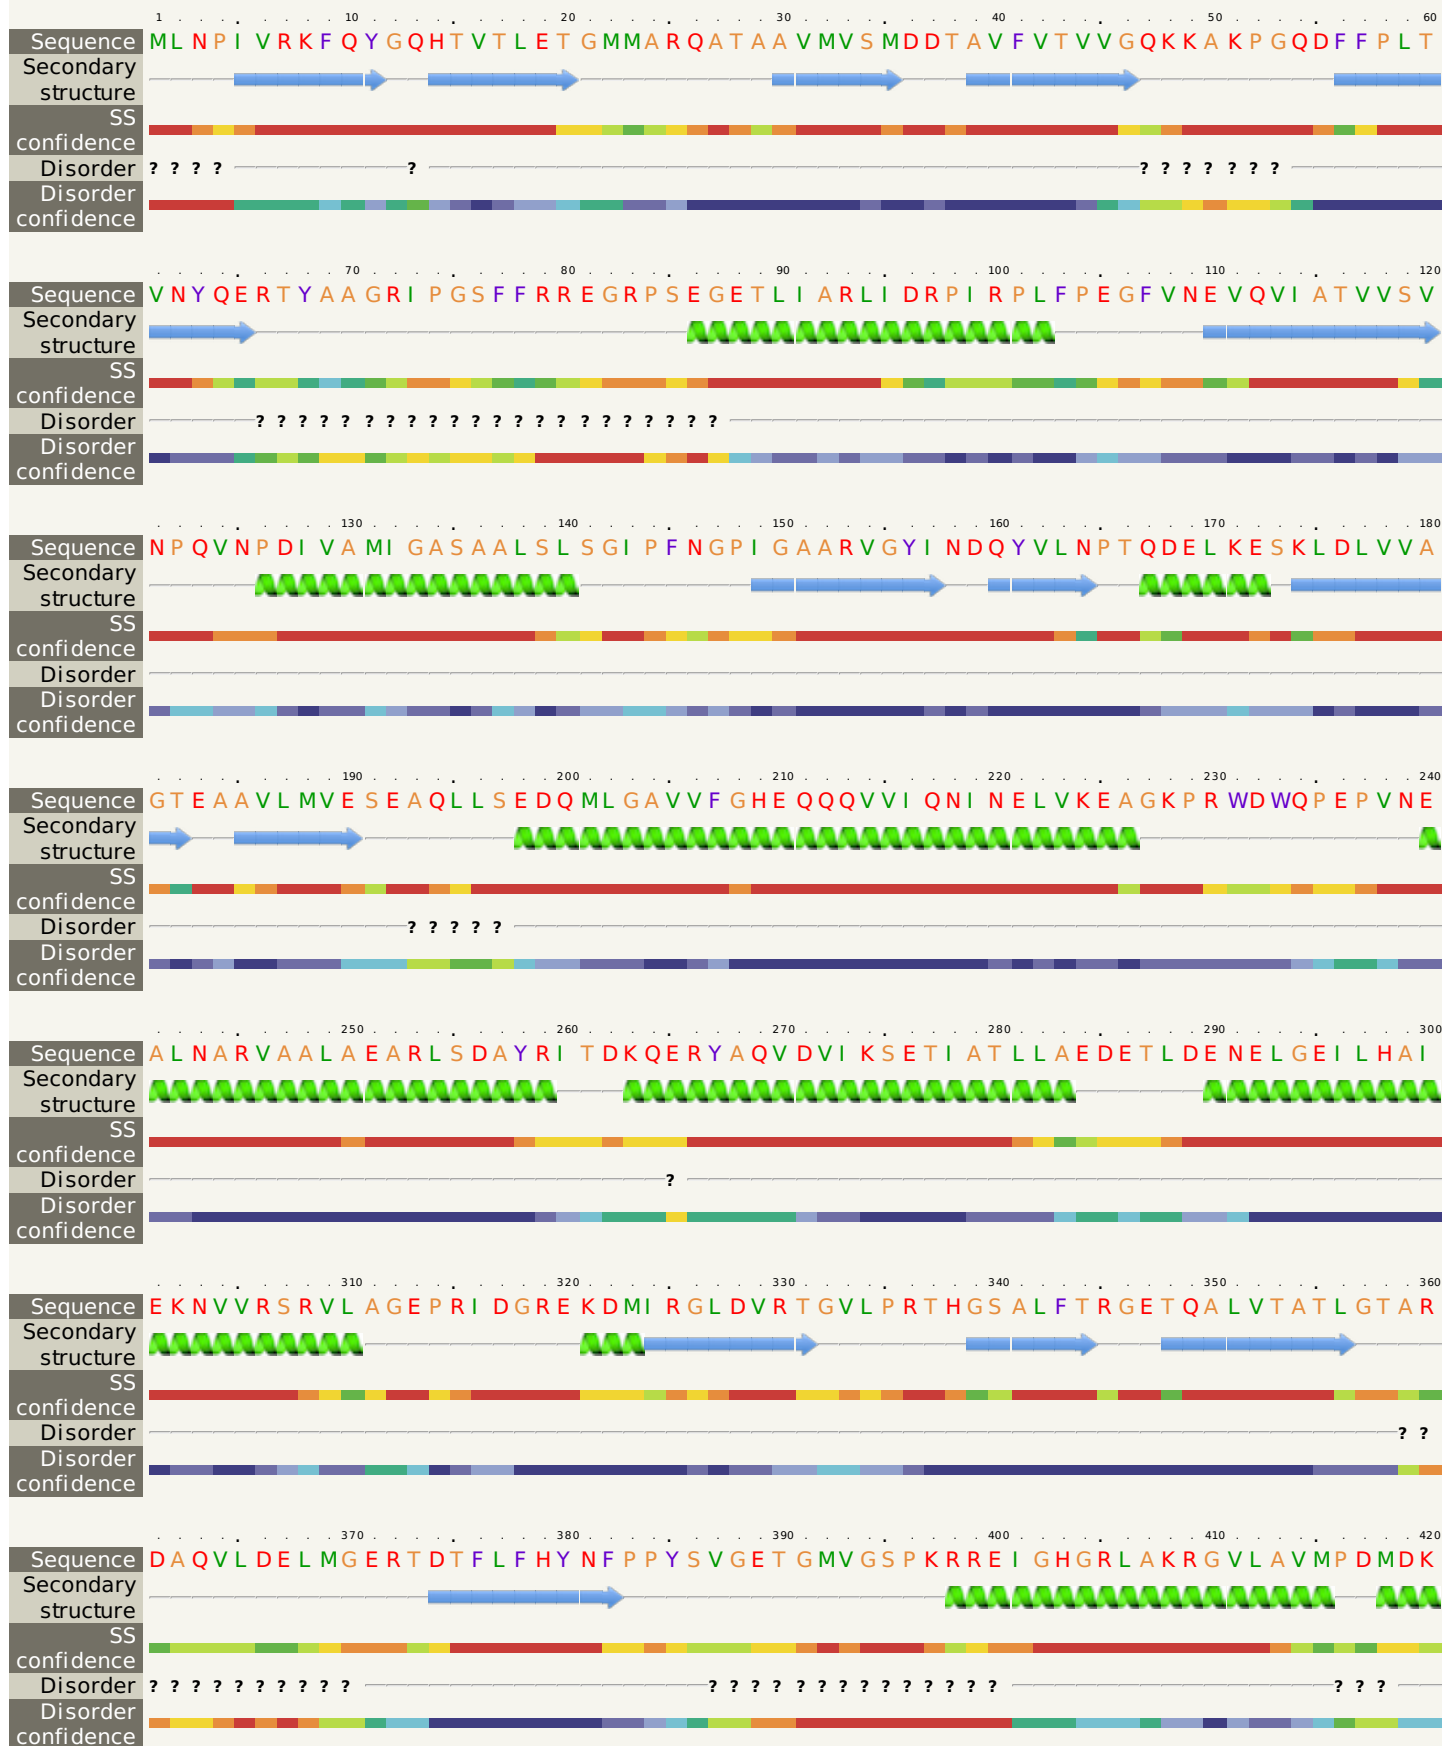 1 10 20 30 40 50 60
Sequence MLNPIVRKFQYGQHTVTLETGMMARQATAAVMVSMDDTAVFVTVVGQKKAKPGQDFFPLT
Secondary
structure
SS
confidence
Disorder ? ? ? ? ? ? ? ? ? ? ? ?
Disorder
confidence
70 80 90 100 110 120
Sequence VNYQERTYAAGRIPGSFFRREGRPSEGETLIARLIDRPIRPLFPEGFVNEVQVIATVVSV
Secondary
structure
SS
confidence
Disorder ? ? ? ? ? ? ? ? ? ? ? ? ? ? ? ? ? ? ? ? ? ?
Disorder
confidence
130 140 150 160 170 180
Sequence NPQVNPDIVAMIGASAALSLSGIPFNGPIGAARVGYINDQYVLNPTQDELKESKLDLVVA
Secondary
structure
SS
confidence
Disorder
Disorder
confidence
190 200 210 220 230 240
Sequence GTEAAVLMVESEAQLLSEDQMLGAVVFGHEQQQVVIQNINELVKEAGKPRWDWQPEPVNE
Secondary
structure
SS
confidence
Disorder ? ? ? ? ?
Disorder
confidence
250 260 270 280 290 300
Sequence ALNARVAALAEARLSDAYRITDKQERYAQVDVIKSETIATLLAEDETLDENELGEILHAI
Secondary
structure
SS
confidence
Disorder ?
Disorder
confidence
310 320 330 340 350 360
Sequence EKNVVRSRVLAGEPRIDGREKDMIRGLDVRTGVLPRTHGSALFTRGETQALVTATLGTAR
Secondary
structure
SS
confidence
Disorder ? ?
Disorder
confidence
370 380 390 400 410 420
Sequence DAQVLDELMGERTDTFLFHYNFPPYSVGETGMVGSPKRREIGHGRLAKRGVLAVMPDMDK
Secondary
structure
SS
confidence
Disorder ? ? ? ? ? ? ? ? ? ? ? ? ? ? ? ? ? ? ? ? ? ? ? ? ? ? ?
Disorder
confidence